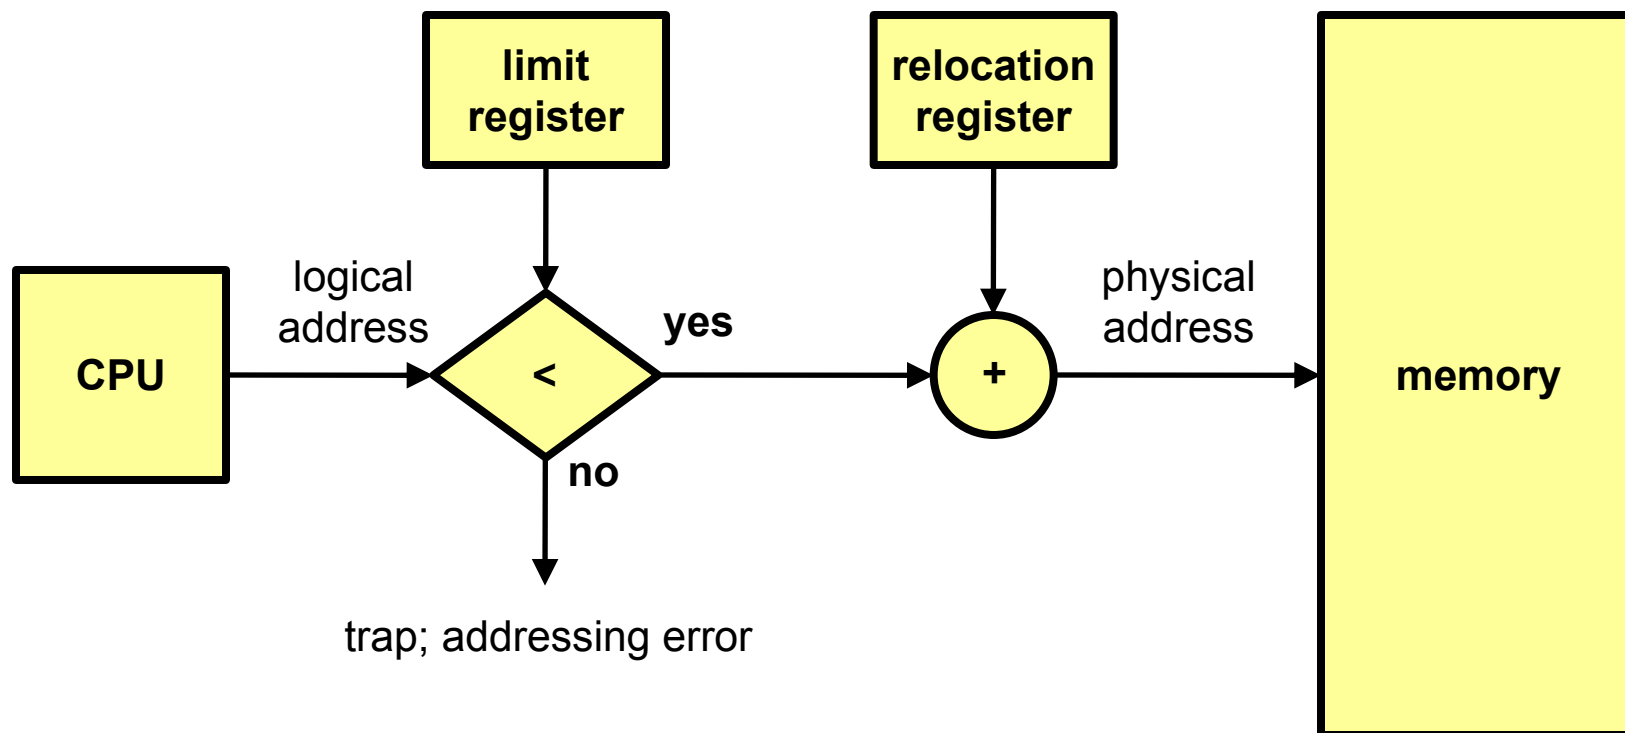 limit
register
relocation
register
logical
address
yes
physical
address
CPU
<
+
memory
no
trap; addressing error